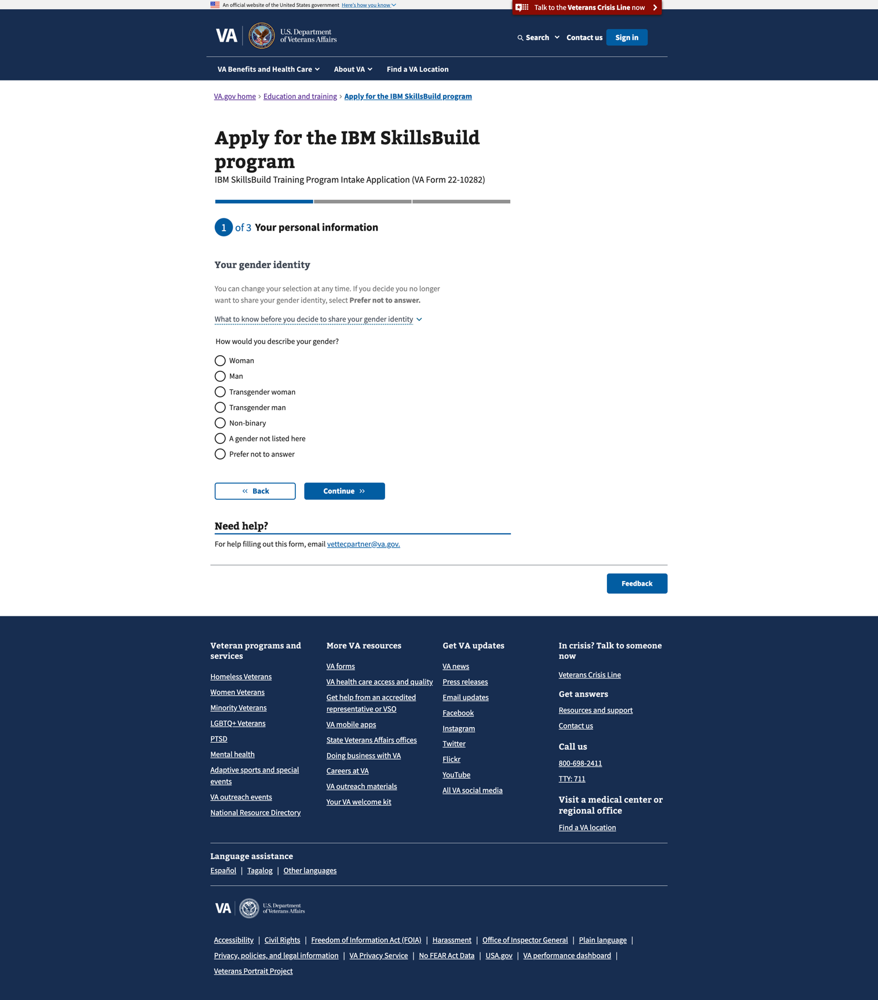 An official website of the United States government Here's how you know
Talk to the Veterans Crisis Line now
VA
U.S. Department
of Veterans Affairs
Search
Contact us
Sign in
VA Benefits and Health Care
About VA
Find a VA Location
VA.gov home › Education and training › Apply for the IBM SkillsBuild program
Apply for the IBM SkillsBuild
program
IBM SkillsBuild Training Program Intake Application (VA Form 22-10282)
1 of 3 Your personal information
Your gender identity
You can change your selection at any time. If you decide you no longer
want to share your gender identity, select Prefer not to answer.
What to know before you decide to share your gender identity
How would you describe your gender?
Woman
Man
Transgender woman
Transgender man
Non-binary
A gender not listed here
Prefer not to answer
« Back
Continue »
Need help?
For help filling out this form, email vettecpartner@va.gov.
Feedback
Veteran programs and
services
Homeless Veterans
Women Veterans
Minority Veterans
LGBTQ+ Veterans
PTSD
Mental health
Adaptive sports and special
events
VA outreach events
National Resource Directory
More VA resources
VA forms
VA health care access and quality
Get help from an accredited
representative or VSO
VA mobile apps
State Veterans Affairs offices
Doing business with VA
Careers at VA
VA outreach materials
Your VA welcome kit
Get VA updates
VA news
Press releases
Email updates
Facebook
Instagram
Twitter
Flickr
YouTube
All VA social media
In crisis? Talk to someone
now
Veterans Crisis Line
Get answers
Resources and support
Contact us
Call us
800-698-2411
TTY: 711
Visit a medical center or
regional office
Find a VA location
Language assistance
Español | Tagalog | Other languages
VA
U.S. Department
of Veterans Affairs
Accessibility | Civil Rights | Freedom of Information Act (FOIA) | Harassment | Office of Inspector General | Plain language |
Privacy, policies, and legal information | VA Privacy Service | No FEAR Act Data | USA.gov | VA performance dashboard |
Veterans Portrait Project